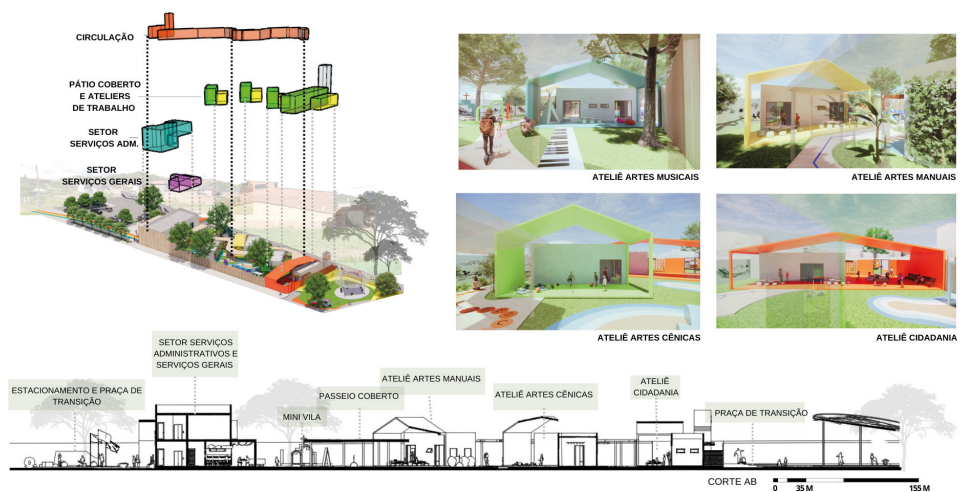 CIRCULAÇÃO
PÁTIO COBERTO
E ATELIERS
DE TRABALHO
SETOR
SERVIÇOS ADM.
SETOR
SERVIÇOS GERAIS
ATELIÊ ARTES MUSICAIS
ATELIÊ ARTES MANUAIS
ATELIÊ ARTES CÊNICAS
ATELIÊ CIDADANIA
SETOR SERVIÇOS
ADMINISTRATIVOS E
SERVIÇOS GERAIS
ESTACIONAMENTO E PRAÇA DE
TRANSIÇÃO
MINI VILA
PASSEIO COBERTO
ATELIÊ ARTES MANUAIS
ATELIÊ ARTES CÊNICAS
ATELIÊ
CIDADANIA
PRAÇA DE TRANSIÇÃO
CORTE AB
0 35 M 155 M